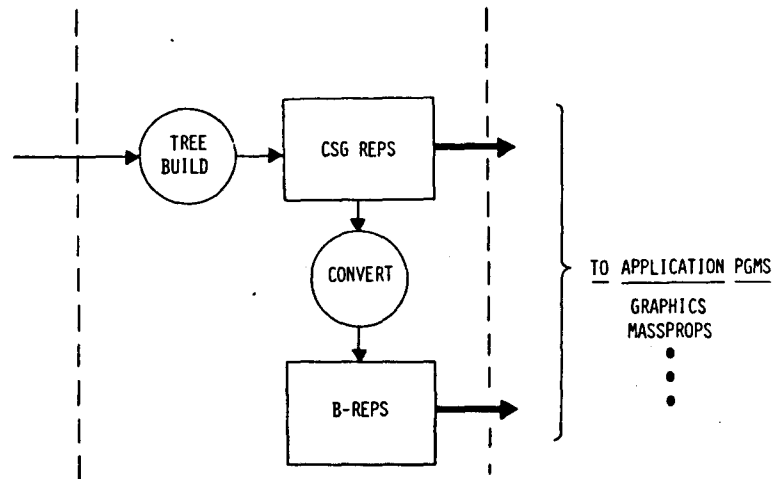 TREE
BUILD
CSG REPS
CONVERT
B-REPS
TO APPLICATION PGMS
GRAPHICS
MASSPROPS